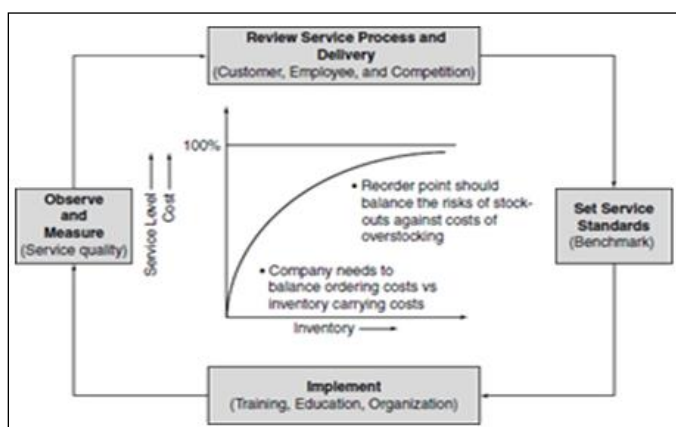 Review Service Process and
Delivery
(Customer, Employee, and Competition)
100%
Service Level
Cost
• Reorder point should
balance the risks of stock-
outs against costs of
overstocking
• Company needs to
balance ordering costs vs
inventory carrying costs
Inventory
Observe
and
Measure
(Service quality)
Set Service
Standards
(Benchmark)
Implement
(Training, Education, Organization)